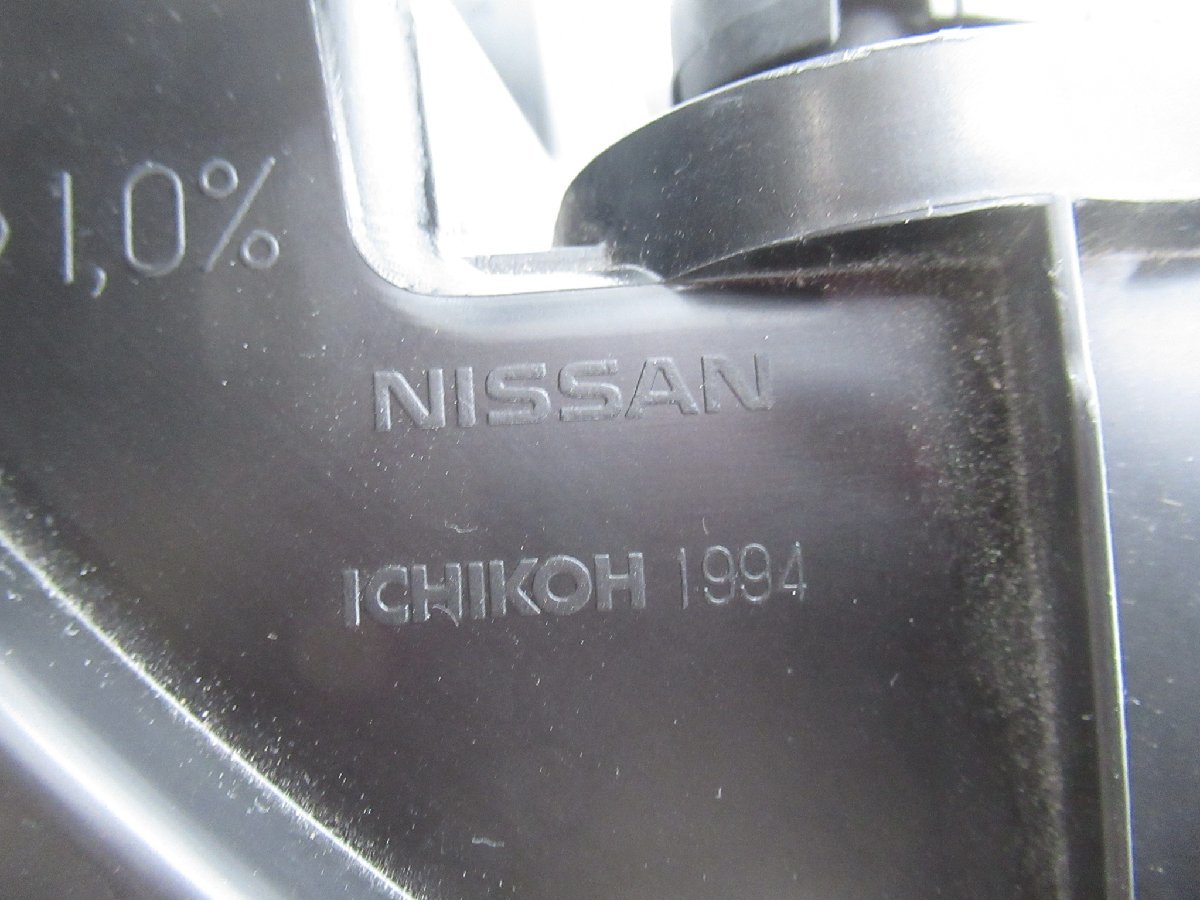 1,0%
NISSAN
ICHIKOH 1994